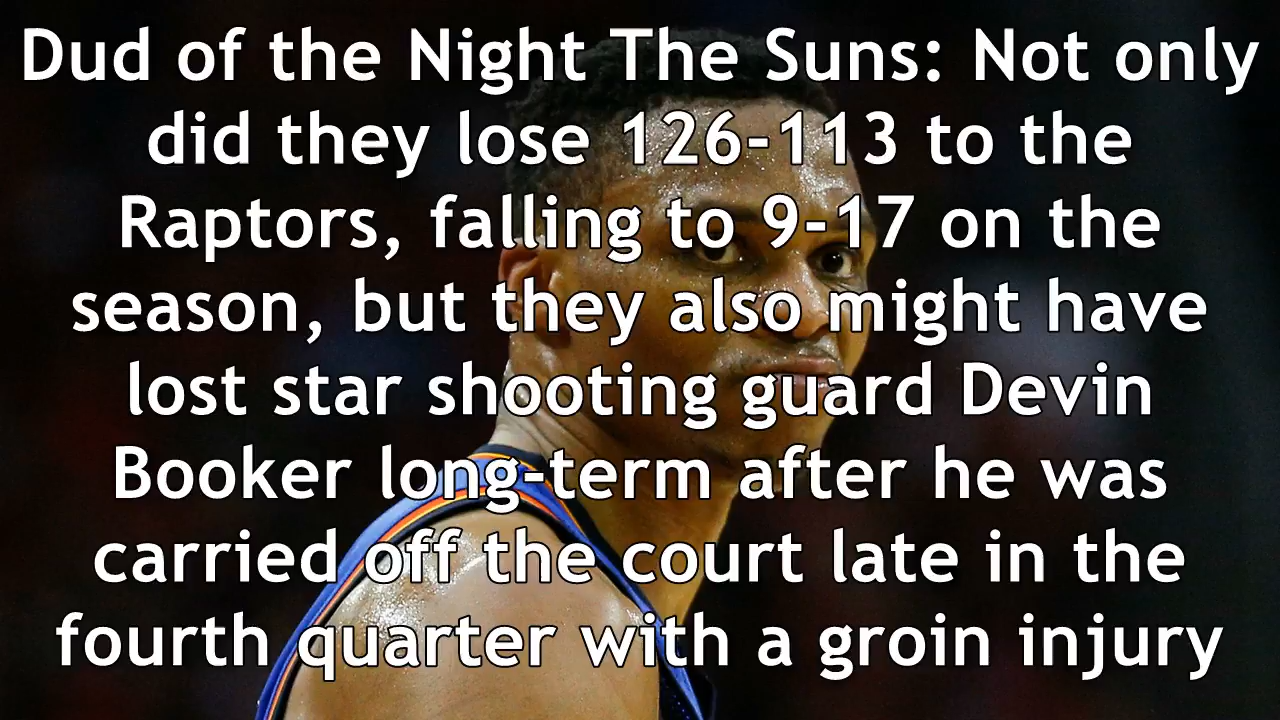 Dud of the Night The Suns: Not only
did they lose 126-113 to the
Raptors, falling to 9-17 on the
season, but they also might have
lost star shooting guard Devin
Booker long-term after he was
carried off the court late in the
fourth quarter with a groin injury